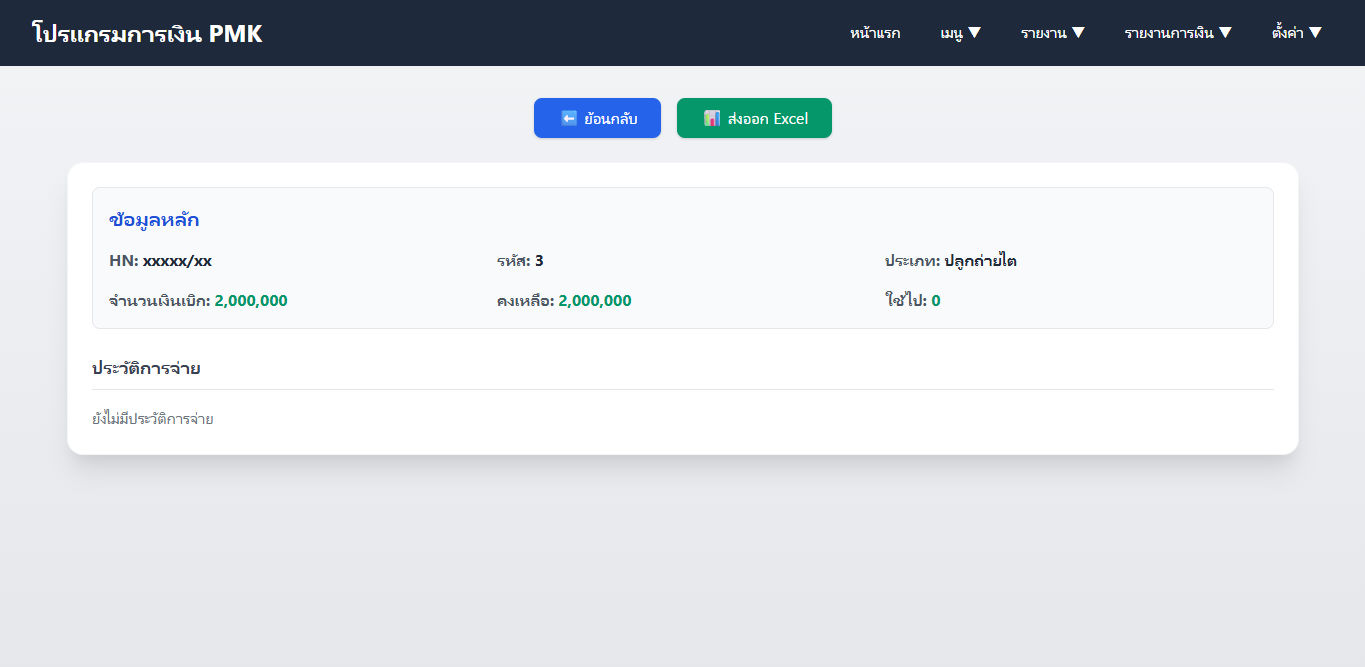 โปรแกรมการเงิน PMK
หน้าแรก เมนู ▼ รายงาน ▼ รายงานการเงิน ▼ ตั้งค่า ▼
⬅️ ย้อนกลับ 📊 ส่งออก Excel
ข้อมูลหลัก
HN: xxxxx/xx รหัส: 3 ประเภท: ปลูกถ่ายไต
จำนวนเงินเบิก: 2,000,000 คงเหลือ: 2,000,000 ใช้ไป: 0
ประวัติการจ่าย
ยังไม่มีประวัติการจ่าย